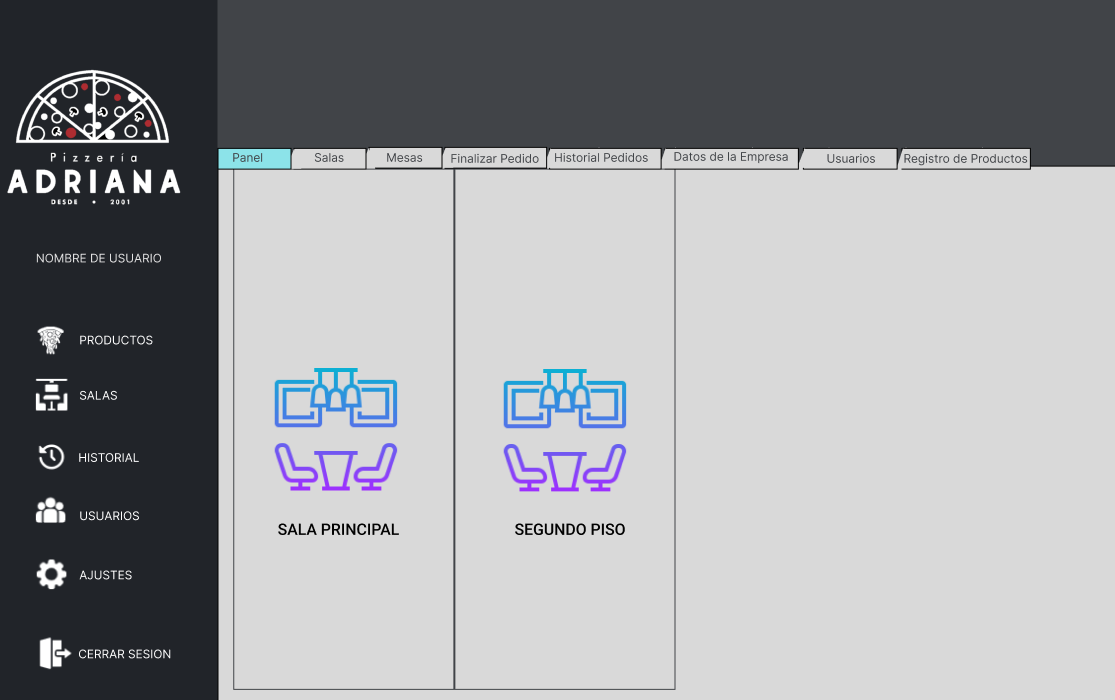 Pizzería
ADRIANA
DESDE • 2001
NOMBRE DE USUARIO
PRODUCTOS
SALAS
HISTORIAL
USUARIOS
AJUSTES
CERRAR SESION
Panel
Salas
Mesas
Finalizar Pedido
Historial Pedidos
Datos de la Empresa
Usuarios
Registro de Productos
SALA PRINCIPAL
SEGUNDO PISO